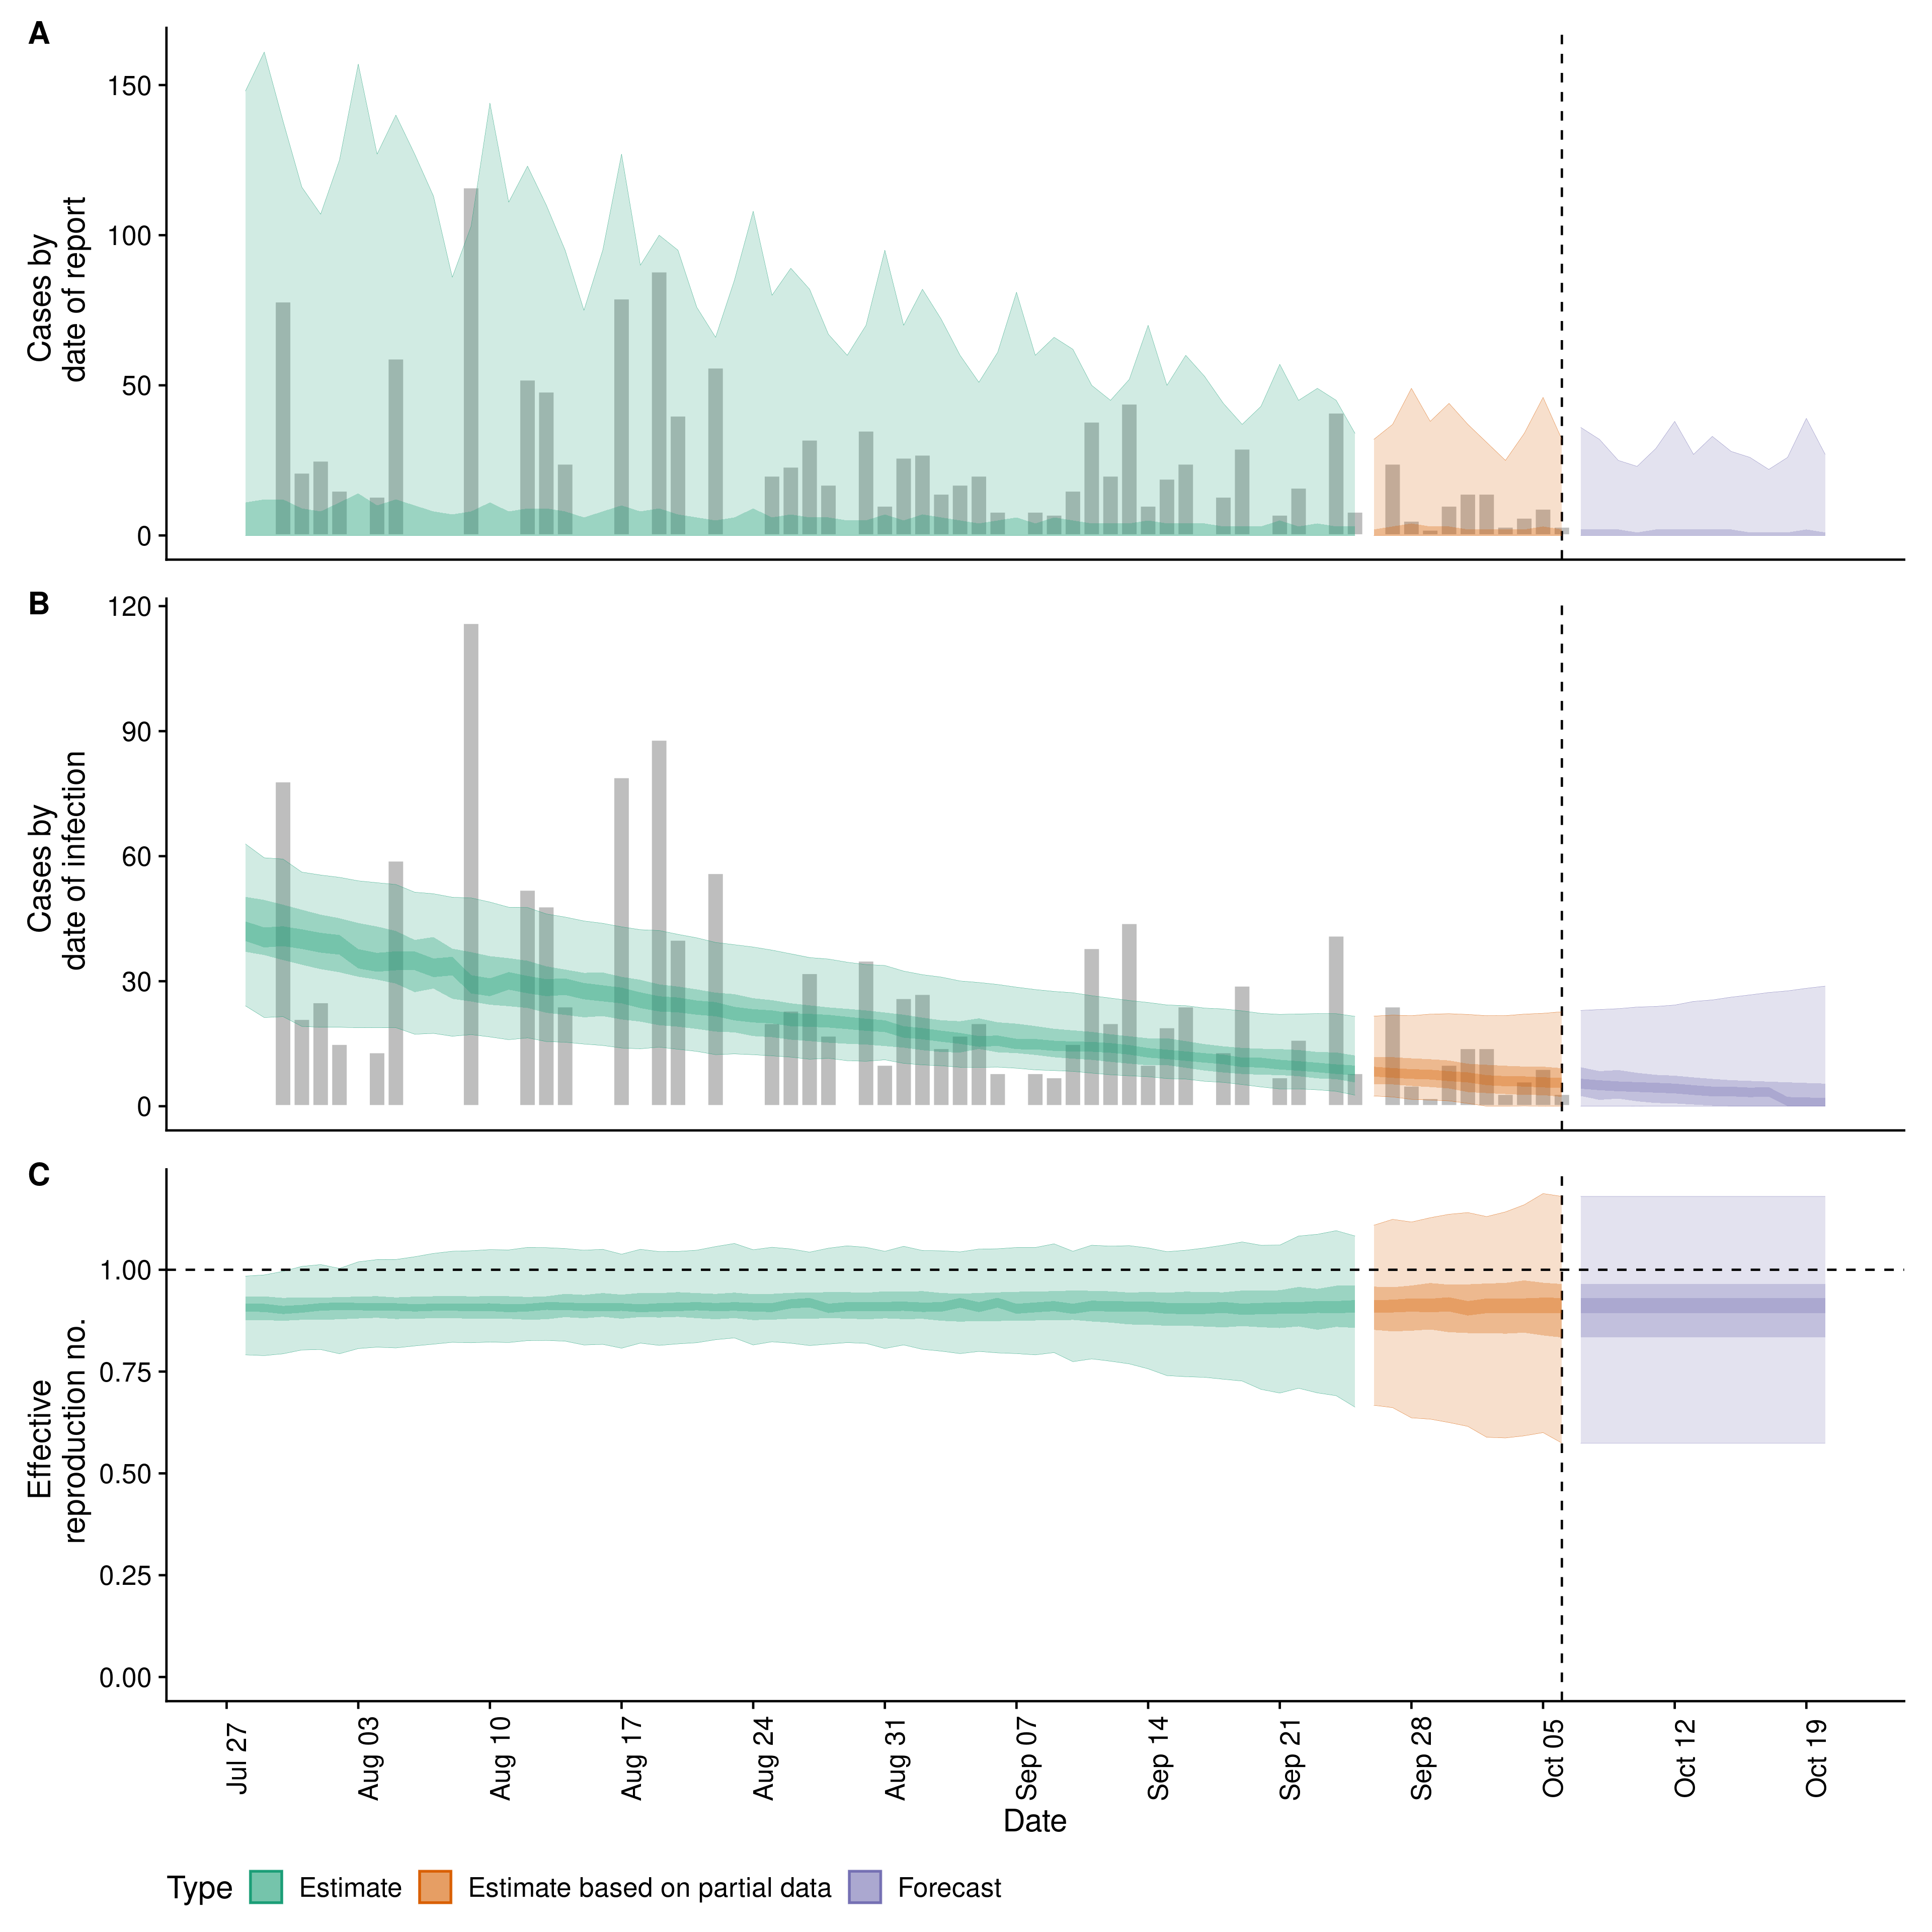 A
Cases by
date of report
150
100
50
0
B
Cases by
date of infection
120
90
60
30
0
C
Effective
reproduction no.
1.00
0.75
0.50
0.25
0.00
Jul 27
Aug 03
Aug 10
Aug 17
Aug 24
Aug 31
Sep 07
Sep 14
Sep 21
Sep 28
Oct 05
Oct 12
Oct 19
Date
Type Estimate Estimate based on partial data Forecast